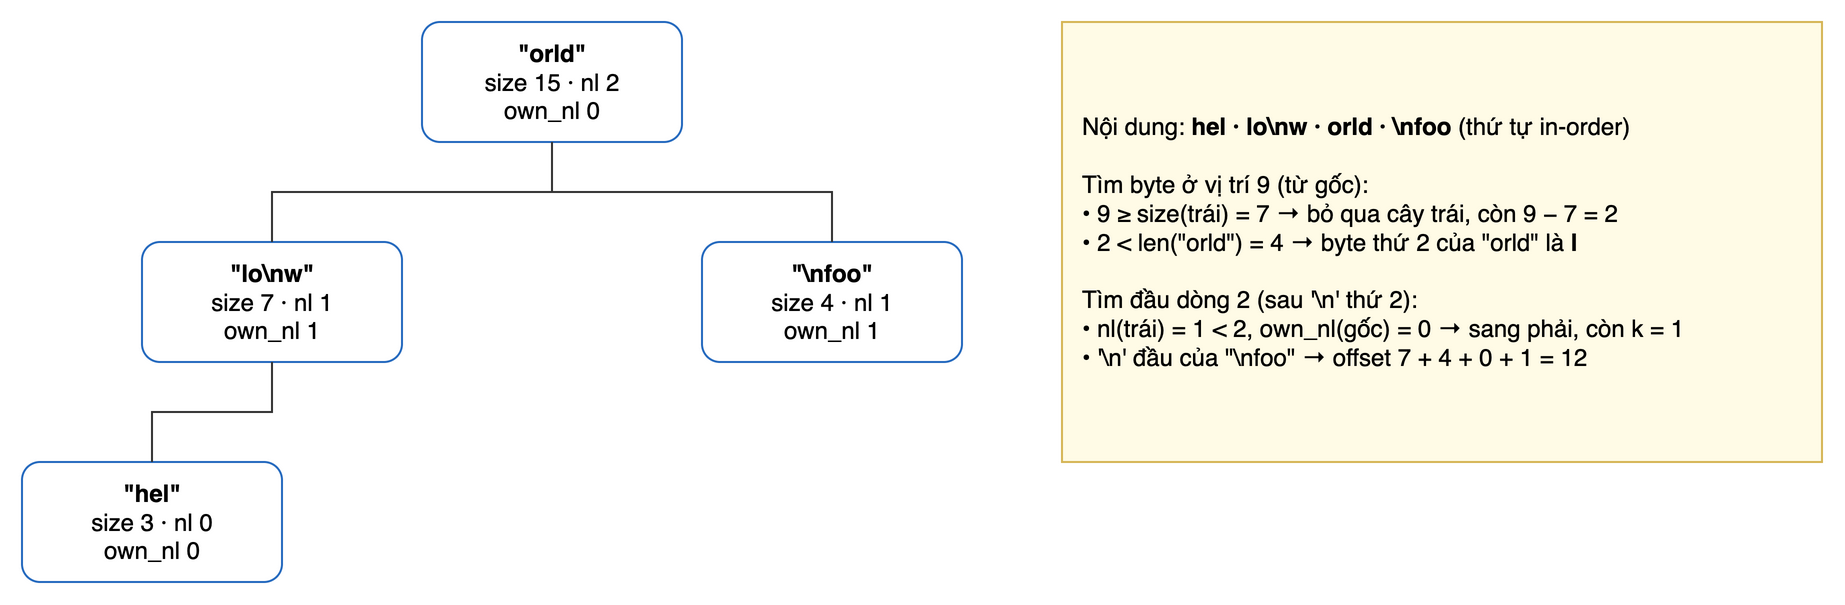 "orld"
size 15 · nl 2
own_nl 0
"lo\nw"
size 7 · nl 1
own_nl 1
"\nfoo"
size 4 · nl 1
own_nl 1
"hel"
size 3 · nl 0
own_nl 0
Nội dung: hel · lo\nw · orld · \nfoo (thứ tự in-order)
Tìm byte ở vị trí 9 (từ gốc):
• 9 ≥ size(trái) = 7 → bỏ qua cây trái, còn 9 − 7 = 2
• 2 < len("orld") = 4 → byte thứ 2 của "orld" là l
Tìm đầu dòng 2 (sau '\n' thứ 2):
• nl(trái) = 1 < 2, own_nl(gốc) = 0 → sang phải, còn k = 1
• '\n' đầu của "\nfoo" → offset 7 + 4 + 0 + 1 = 12